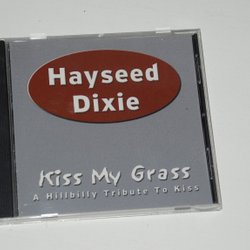 Hayseed
Dixie
Kiss My Grass
A Hillbilly Tribute To Kiss